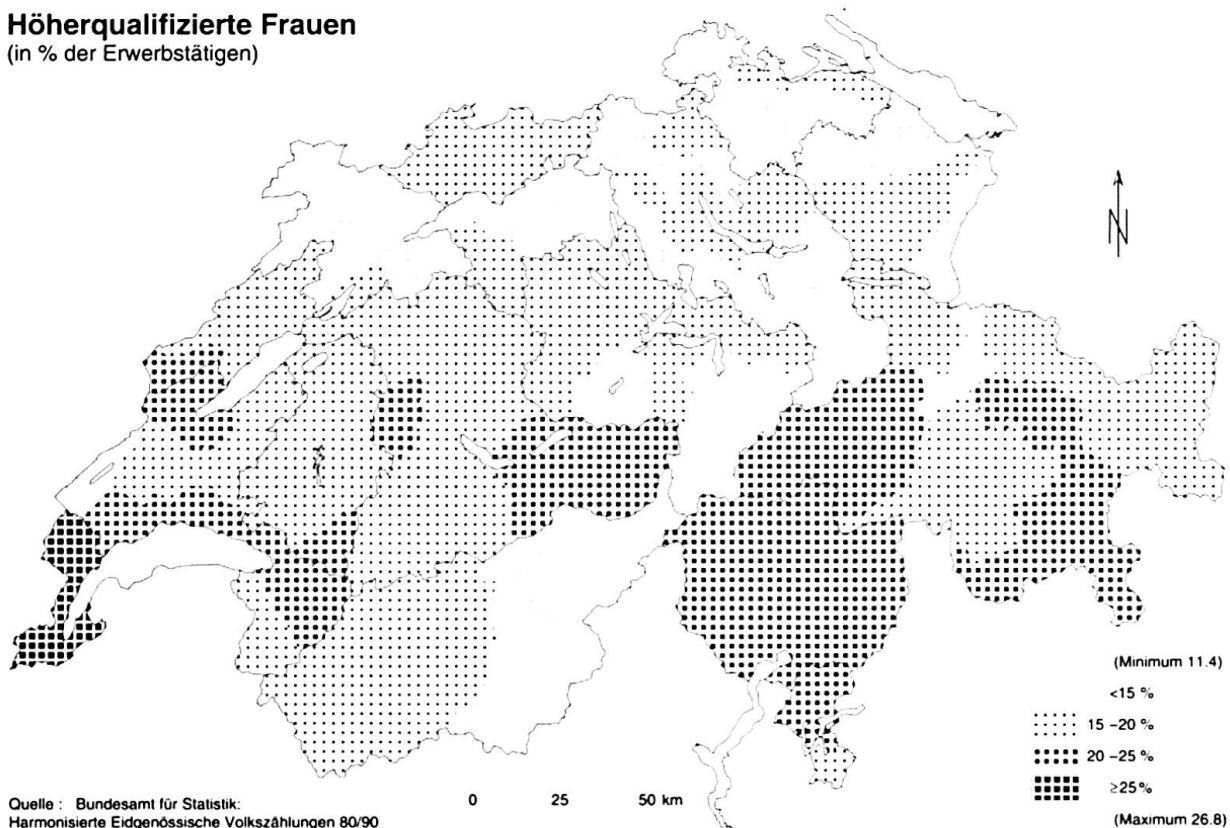 Höherqualifizierte Frauen
(in % der Erwerbstätigen)
N
(Minimum 11.4)
<15 %
15 –20 %
20 –25 %
≥25%
(Maximum 26.8)
0 25 50 km
Quelle : Bundesamt für Statistik:
Harmonisierte Eidgenössische Volkszählungen 80/90